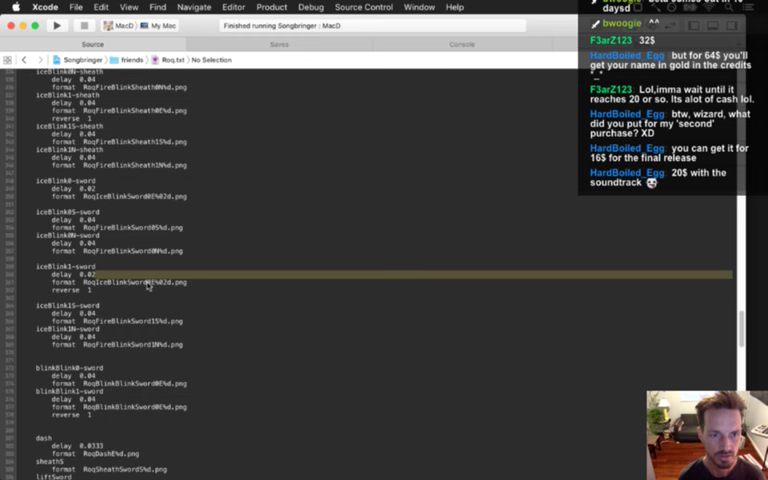 Xcode File Edit View Find Navigate Editor Product Debug Source Control Window Help
MacD My Mac
Finished running Songbringer : MacD
Source Saves Console
Songbringer friends Roq.txt No Selection
iceBlink0N-sheath
delay 0.04
format RoqFireBlinkSheath0N%d.png
iceBlink1-sheath
delay 0.04
format RoqFireBlinkSheath0E%d.png
reverse 1
iceBlink1S-sheath
delay 0.04
format RoqFireBlinkSheath1S%d.png
iceBlink1N-sheath
delay 0.04
format RoqFireBlinkSheath1N%d.png
iceBlink0-sword
delay 0.02
format RoqIceBlinkSword0E%02d.png
iceBlink0S-sword
delay 0.04
format RoqFireBlinkSword0S%d.png
iceBlink0N-sword
delay 0.04
format RoqFireBlinkSword0N%d.png
iceBlink1-sword
delay 0.02
format RoqIceBlinkSword0E%02d.png
reverse 1
iceBlink1S-sword
delay 0.04
format RoqFireBlinkSword1S%d.png
iceBlink1N-sword
delay 0.04
format RoqFireBlinkSword1N%d.png
blinkBlink0-sword
delay 0.04
format RoqBlinkBlinkSword0E%d.png
blinkBlink1-sword
delay 0.04
format RoqBlinkBlinkSword0E%d.png
reverse 1
dash
delay 0.0333
format RoqDashE%d.png
sheathS
format RoqSheathSwordS%d.png
liftSword
daysd
bwoogie ^^
F3arZ123 32$
HardBoiled_Egg: but for 64$ you'll
get your name in gold in the credits
*_*
F3arZ123 Lol,imma wait until it
reaches 20 or so. Its alot of cash lol.
HardBoiled_Egg: btw, wizard, what
did you put for my 'second'
purchase? XD
HardBoiled_Egg: you can get it for
16$ for the final release
HardBoiled_Egg: 20$ with the
soundtrack